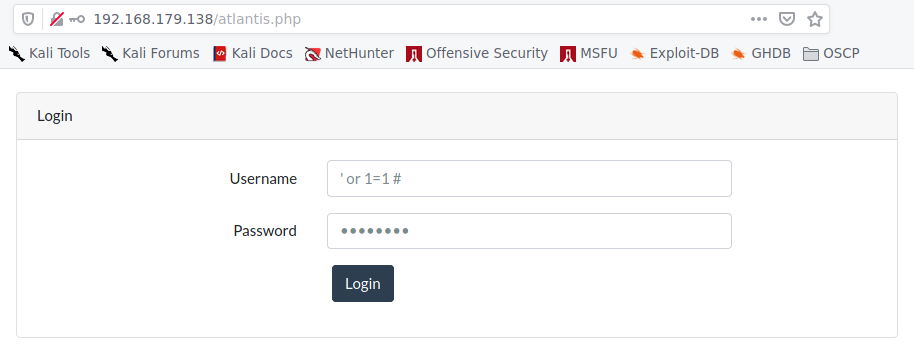 192.168.179.138/atlantis.php
Kali Tools Kali Forums Kali Docs NetHunter Offensive Security MSFU Exploit-DB GHDB OSCP
Login
Username ' or 1=1 #
Password ••••••••
Login